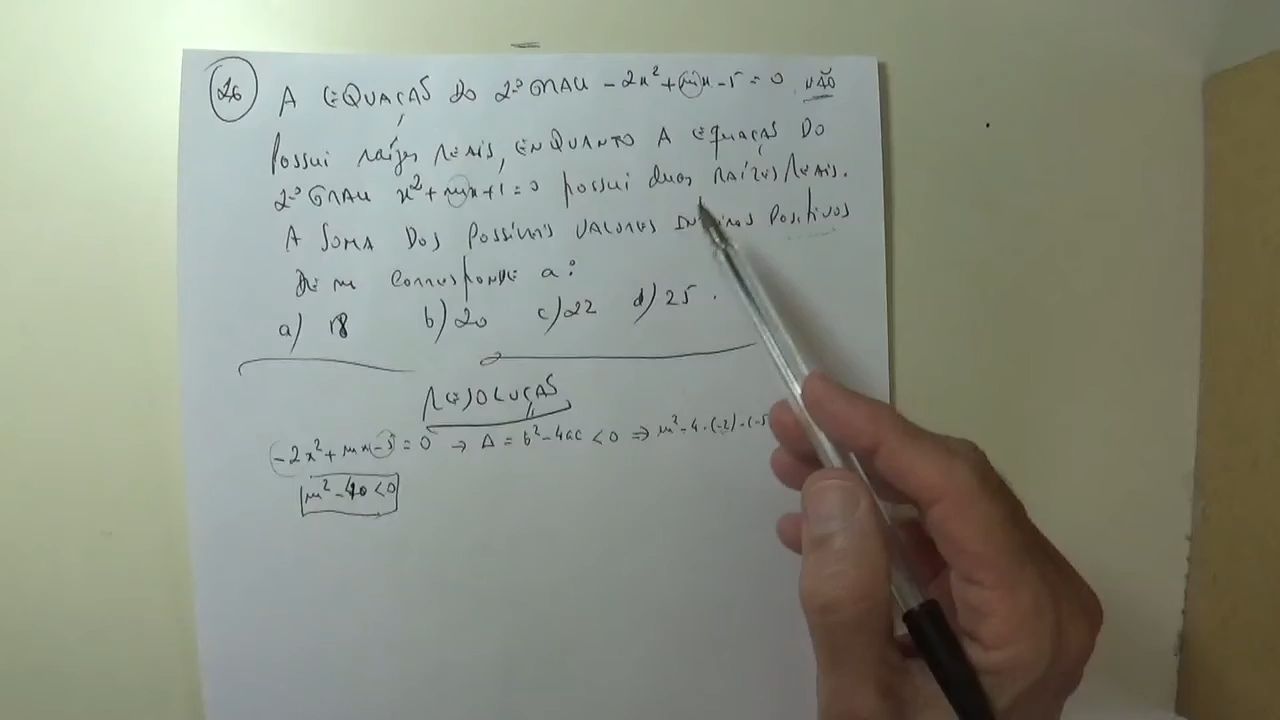 26 A EQUAÇÃO DO 2º GRAU -2x²+mx-5=0 NÃO
Possui raízes reais, ENQUANTO A EquAÇÃO DO
2º GRAU x²+mx+1=0 possui duas RAÍZES REAIS.
A SOMA DOS POSSÍVEIS VALORES INTEIROS POSITIVOS
DE m CORRESPONDE a:
a) 18 b) 20 c) 22 d) 25.
RESOLUÇÃO
-2x²+mx-5=0 → Δ = b²-4ac <0 ⇒ m²-4·(-2)·(-5
m²-40<0